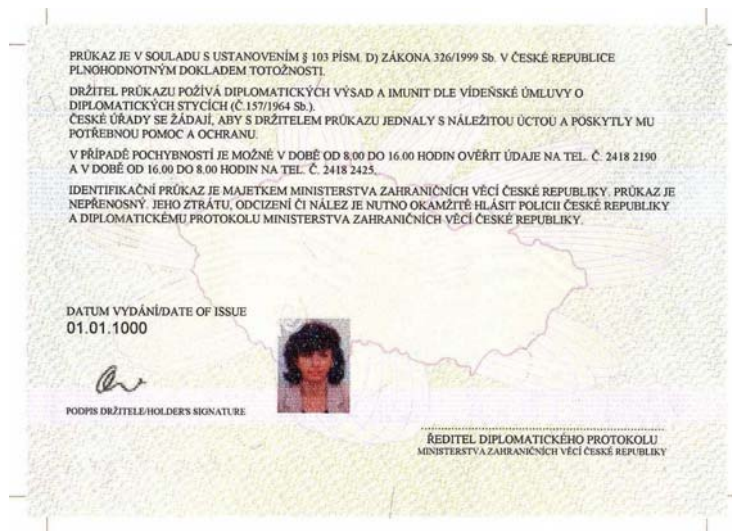 PRŮKAZ JE V SOULADU S USTANOVENÍM § 103 PÍSM. D) ZÁKONA 326/1999 Sb. V ČESKÉ REPUBLICE
PLNOHODNOTNÝM DOKLADEM TOTOŽNOSTI.
DRŽITEL PRŮKAZU POŽÍVÁ DIPLOMATICKÝCH VÝSAD A IMUNIT DLE VÍDEŇSKÉ ÚMLUVY O
DIPLOMATICKÝCH STYCÍCH (Č.157/1964 Sb.).
ČESKÉ ÚŘADY SE ŽÁDAJÍ, ABY S DRŽITELEM PRŮKAZU JEDNALY S NÁLEŽITOU ÚCTOU A POSKYTLY MU
POTŘEBNOU POMOC A OCHRANU.
V PŘÍPADĚ POCHYBNOSTÍ JE MOŽNÉ V DOBĚ OD 8.00 DO 16.00 HODIN OVĚŘIT ÚDAJE NA TEL. Č. 2418 2190
A V DOBĚ OD 16.00 DO 8.00 HODIN NA TEL. Č. 2418 2425.
IDENTIFIKAČNÍ PRŮKAZ JE MAJETKEM MINISTERSTVA ZAHRANIČNÍCH VĚCÍ ČESKÉ REPUBLIKY. PRŮKAZ JE
NEPŘENOSNÝ. JEHO ZTRÁTU, ODCIZENÍ ČI NÁLEZ JE NUTNO OKAMŽITĚ HLÁSIT POLICII ČESKÉ REPUBLIKY
A DIPLOMATICKÉMU PROTOKOLU MINISTERSTVA ZAHRANIČNÍCH VĚCÍ ČESKÉ REPUBLIKY.
DATUM VYDÁNÍ/DATE OF ISSUE
01.01.1000
PODPIS DRŽITELE/HOLDER'S SIGNATURE
ŘEDITEL DIPLOMATICKÉHO PROTOKOLU
MINISTERSTVA ZAHRANIČNÍCH VĚCÍ ČESKÉ REPUBLIKY